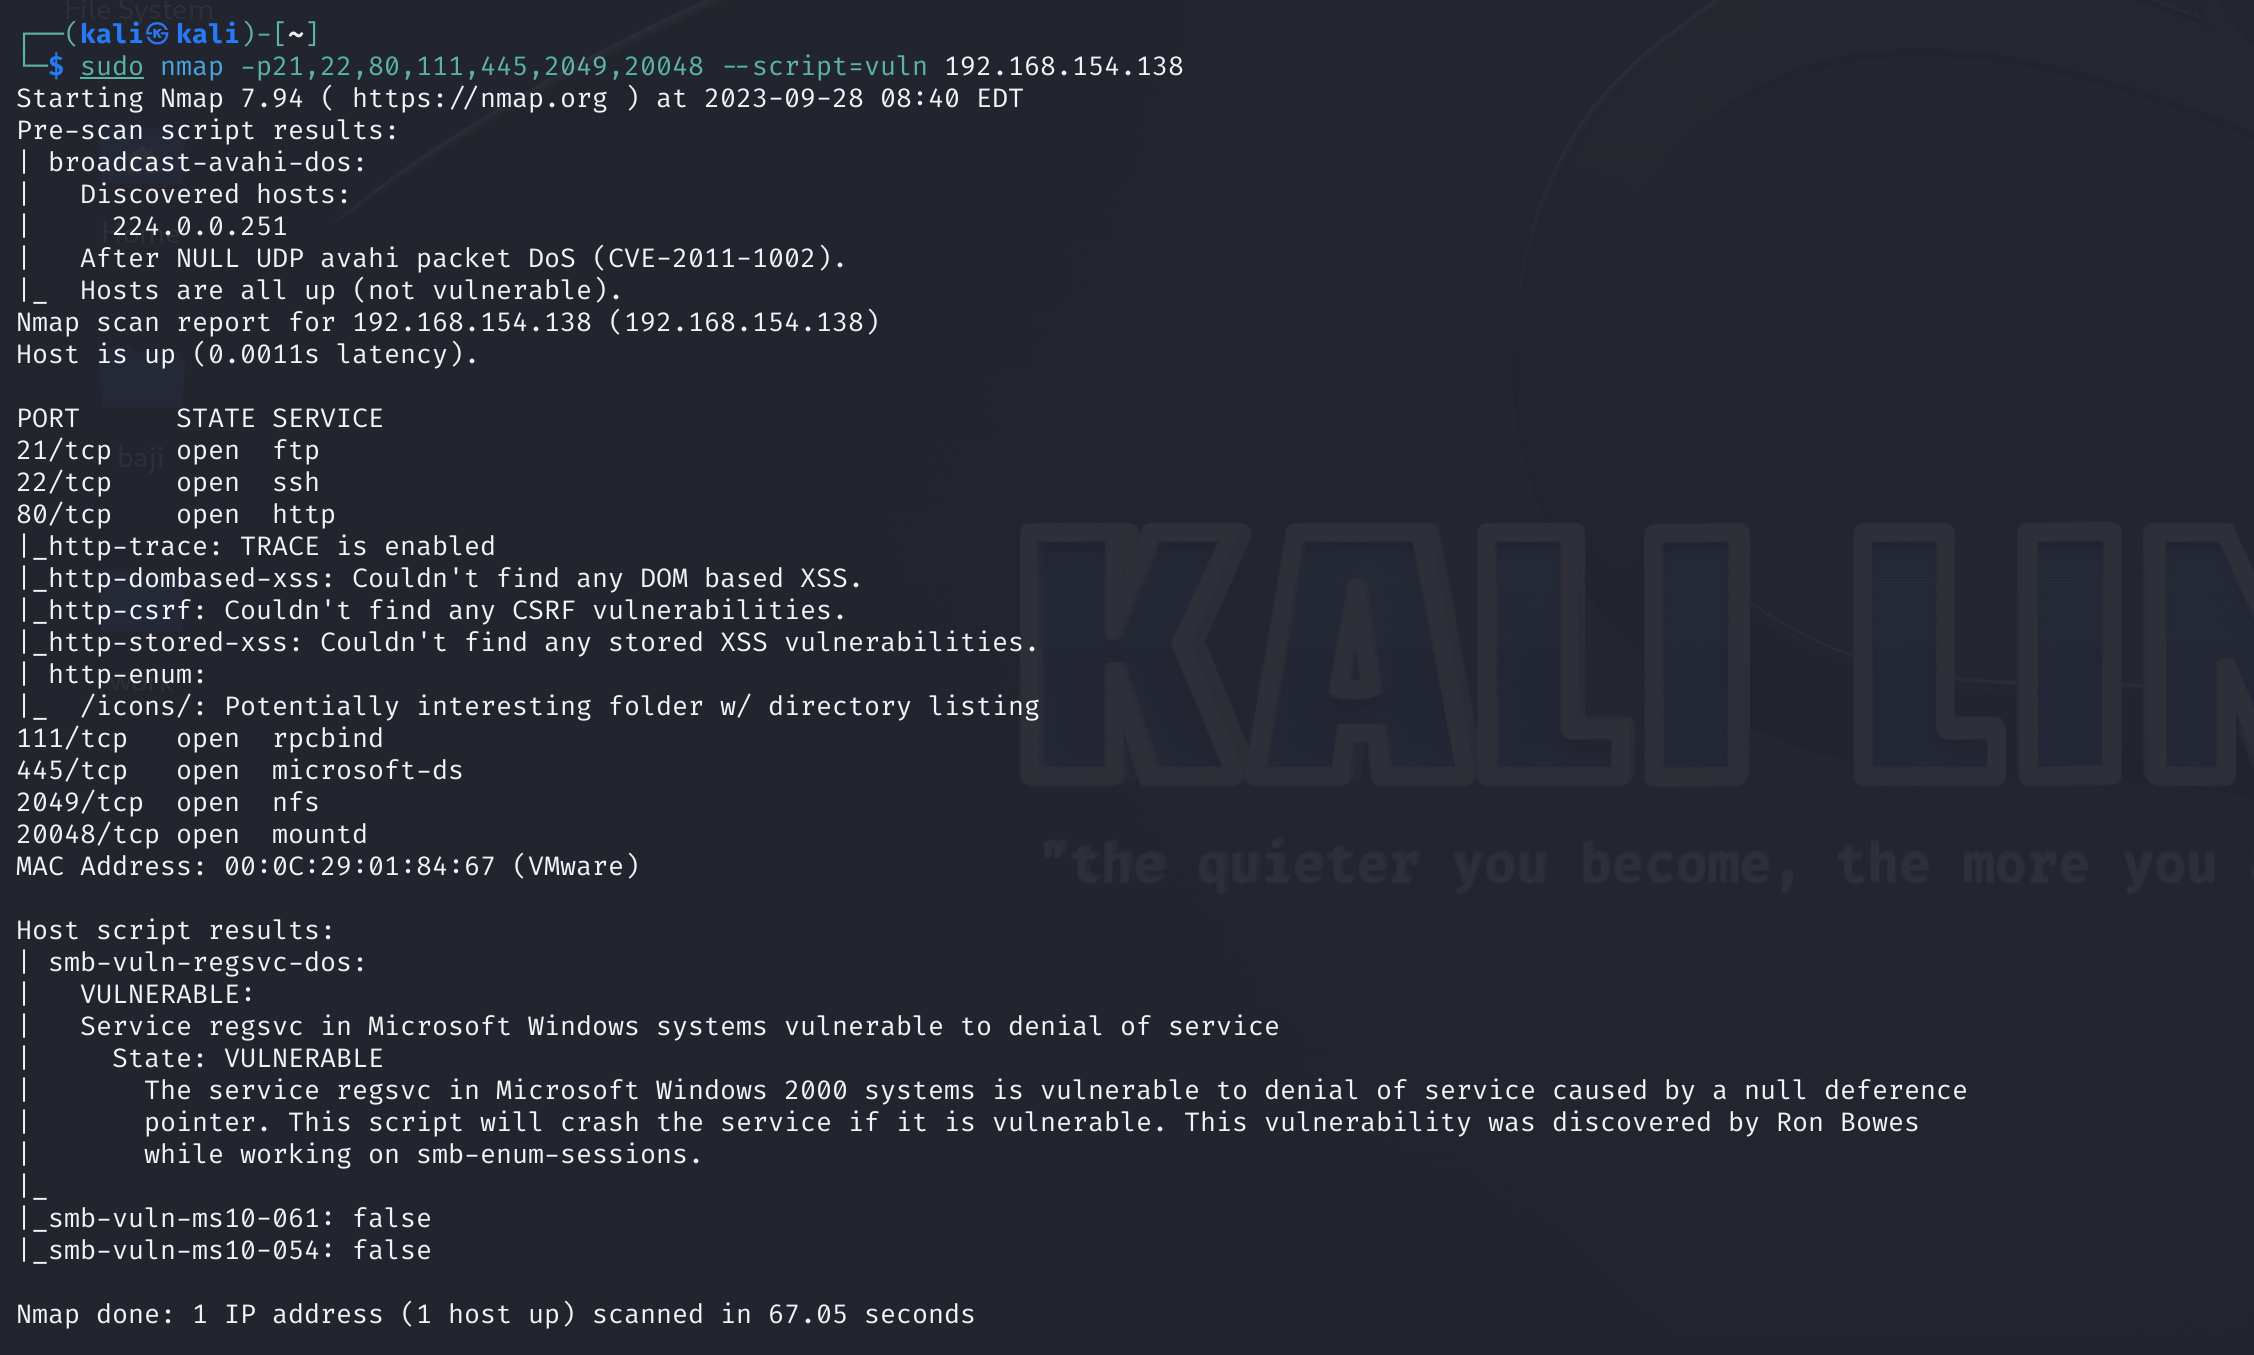 File System
┌──(kali㉿kali)-[~]
└─$ sudo nmap -p21,22,80,111,445,2049,20048 --script=vuln 192.168.154.138
Starting Nmap 7.94 ( https://nmap.org ) at 2023-09-28 08:40 EDT
Pre-scan script results:
| broadcast-avahi-dos:
|   Discovered hosts:
|     224.0.0.251
Home
|   After NULL UDP avahi packet DoS (CVE-2011-1002).
|_  Hosts are all up (not vulnerable).
Nmap scan report for 192.168.154.138 (192.168.154.138)
Host is up (0.0011s latency).
PORT      STATE SERVICE
21/tcp    open  ftp
baji
22/tcp    open  ssh
80/tcp    open  http
|_http-trace: TRACE is enabled
|_http-dombased-xss: Couldn't find any DOM based XSS.
|_http-csrf: Couldn't find any CSRF vulnerabilities.
|_http-stored-xss: Couldn't find any stored XSS vulnerabilities.
| http-enum:
work
|_  /icons/: Potentially interesting folder w/ directory listing
111/tcp   open  rpcbind
445/tcp   open  microsoft-ds
2049/tcp  open  nfs
20048/tcp open  mountd
MAC Address: 00:0C:29:01:84:67 (VMware)
KALI LIN
"the quieter you become, the more you
Host script results:
| smb-vuln-regsvc-dos:
|   VULNERABLE:
|   Service regsvc in Microsoft Windows systems vulnerable to denial of service
|     State: VULNERABLE
|       The service regsvc in Microsoft Windows 2000 systems is vulnerable to denial of service caused by a null deference
|       pointer. This script will crash the service if it is vulnerable. This vulnerability was discovered by Ron Bowes
|       while working on smb-enum-sessions.
|_
|_smb-vuln-ms10-061: false
|_smb-vuln-ms10-054: false
Nmap done: 1 IP address (1 host up) scanned in 67.05 seconds